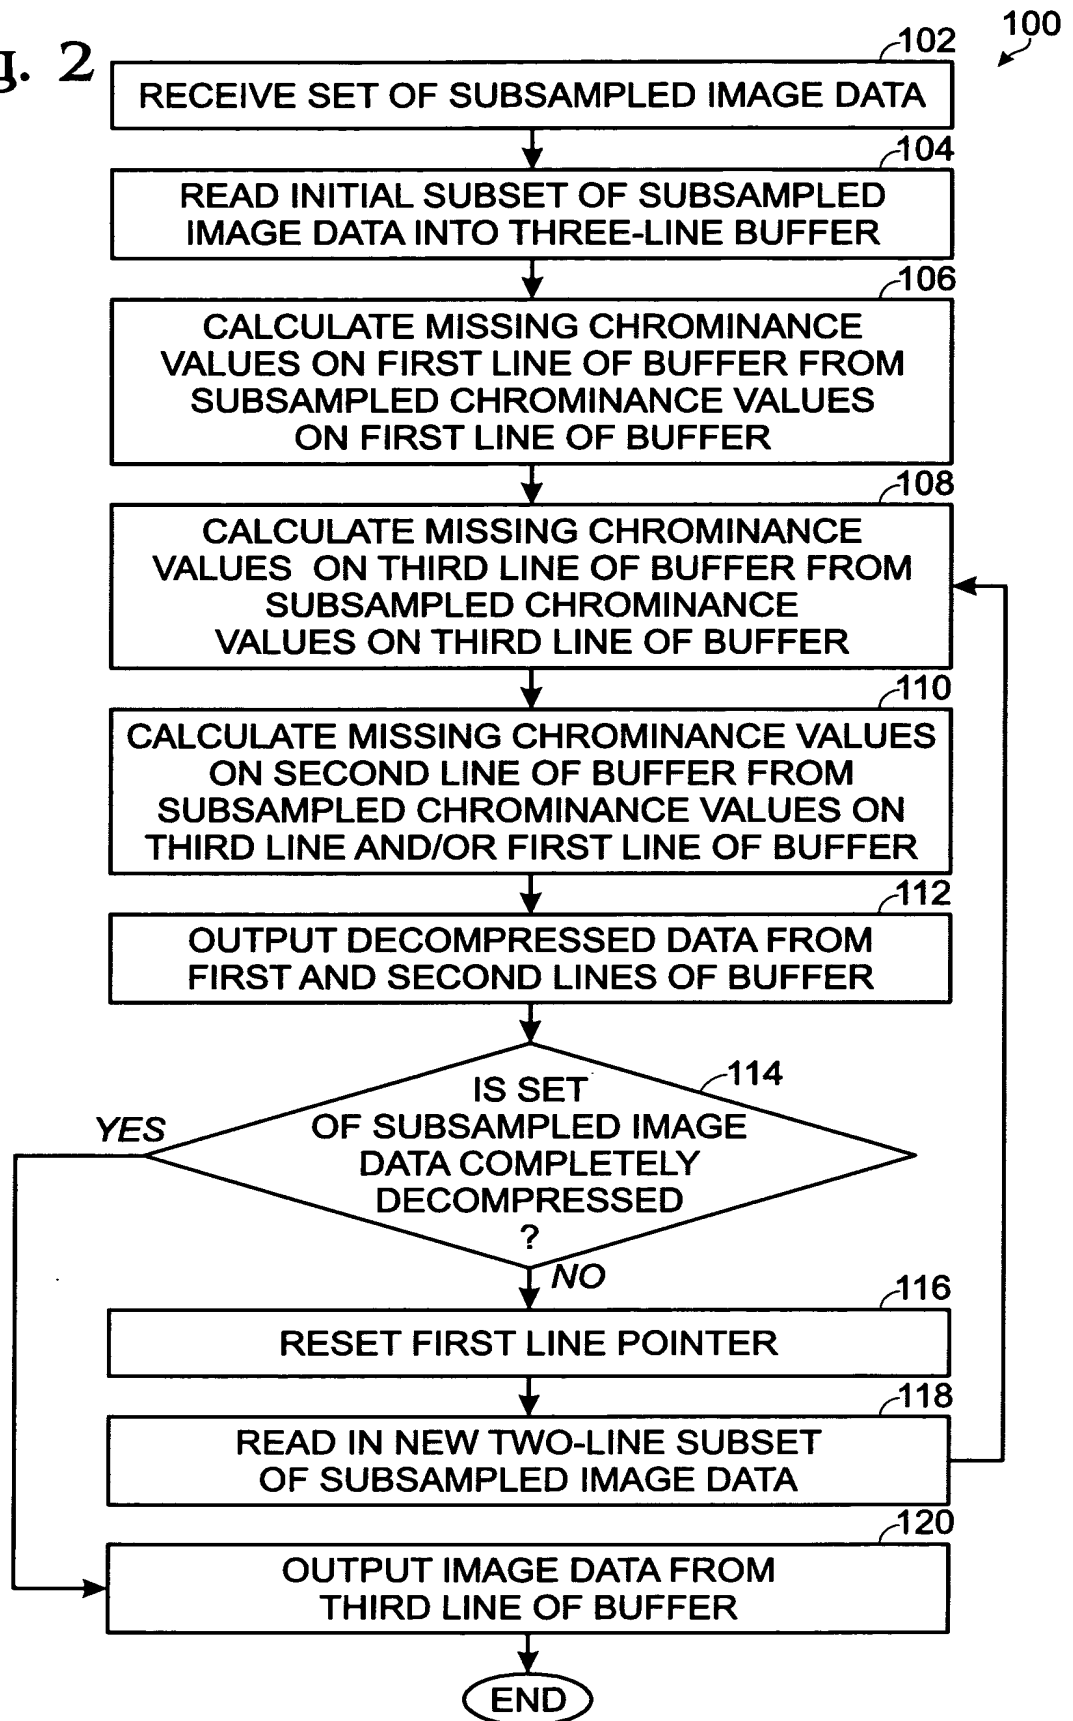 g. 2
100
102
RECEIVE SET OF SUBSAMPLED IMAGE DATA
104
READ INITIAL SUBSET OF SUBSAMPLED
IMAGE DATA INTO THREE-LINE BUFFER
106
CALCULATE MISSING CHROMINANCE
VALUES ON FIRST LINE OF BUFFER FROM
SUBSAMPLED CHROMINANCE VALUES
ON FIRST LINE OF BUFFER
108
CALCULATE MISSING CHROMINANCE
VALUES ON THIRD LINE OF BUFFER FROM
SUBSAMPLED CHROMINANCE
VALUES ON THIRD LINE OF BUFFER
110
CALCULATE MISSING CHROMINANCE VALUES
ON SECOND LINE OF BUFFER FROM
SUBSAMPLED CHROMINANCE VALUES ON
THIRD LINE AND/OR FIRST LINE OF BUFFER
112
OUTPUT DECOMPRESSED DATA FROM
FIRST AND SECOND LINES OF BUFFER
114
IS SET
OF SUBSAMPLED IMAGE
DATA COMPLETELY
DECOMPRESSED
?
YES
NO
116
RESET FIRST LINE POINTER
118
READ IN NEW TWO-LINE SUBSET
OF SUBSAMPLED IMAGE DATA
120
OUTPUT IMAGE DATA FROM
THIRD LINE OF BUFFER
END